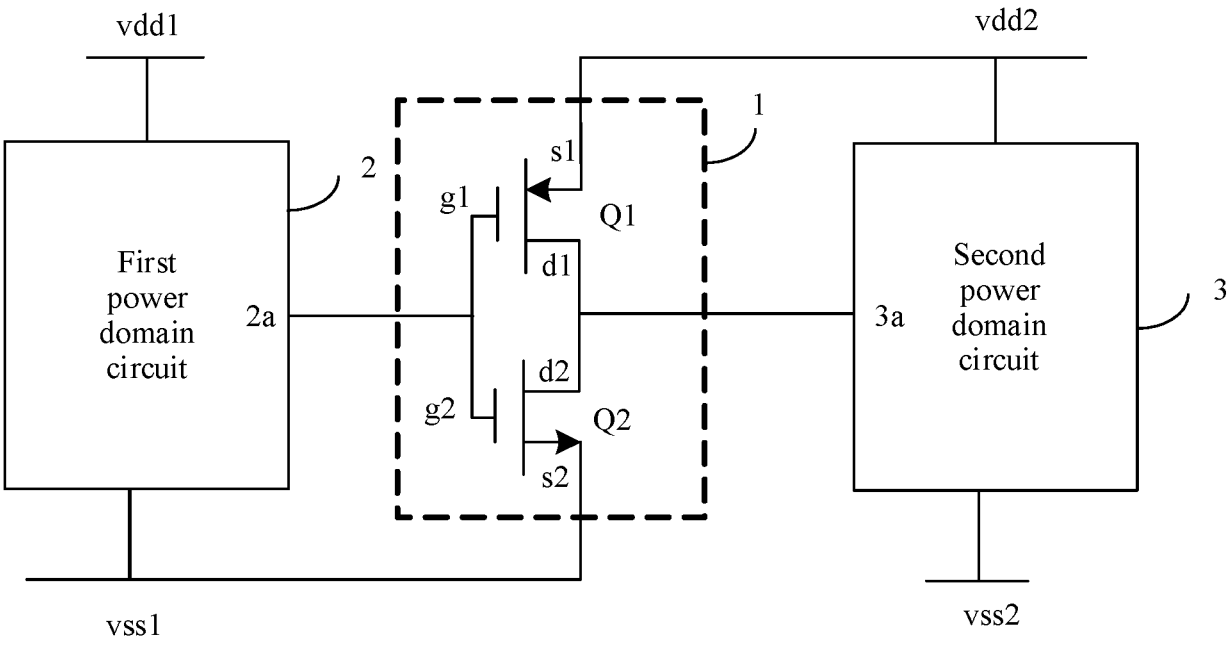 vdd1
vdd2
1
s1
2
g1
Q1
d1
First
power
domain
circuit
2a
Second
power
domain
circuit
3a
3
d2
g2
Q2
s2
vss1
vss2